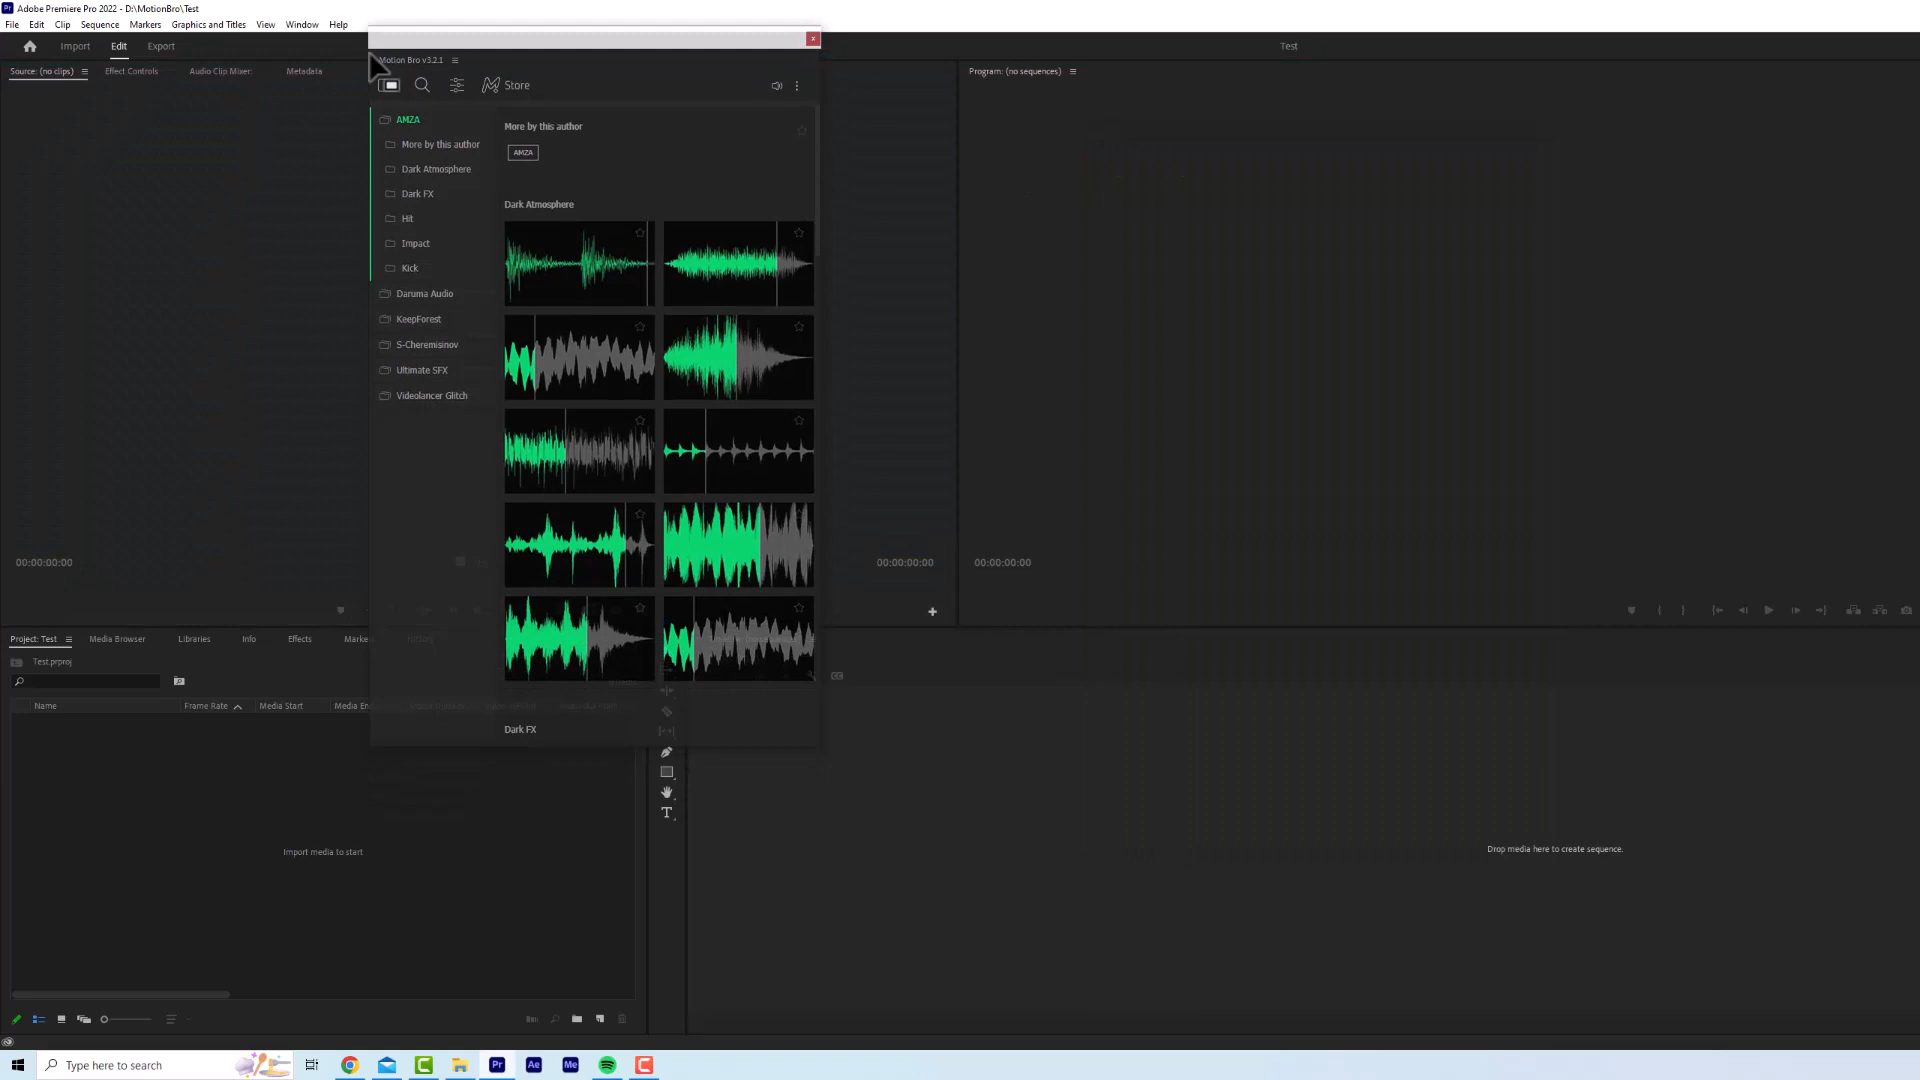 Adobe Premiere Pro 2022 - D:\MotionBro\Test
File Edit Clip Sequence Markers Graphics and Titles View Window Help
Import Edit Export Test
Source: (no clips) Effect Controls Audio Clip Mixer: Metadata
Motion Bro v3.2.1
Store
Program: (no sequences)
AMZA
More by this author
Dark Atmosphere
Dark FX
Hit
Impact
Kick
Daruma Audio
KeepForest
S-Cheremisinov
Ultimate SFX
Videolancer Glitch
More by this author
AMZA
Dark Atmosphere
Dark FX
00:00:00:00
00:00:00:00
00:00:00:00
Project: Test Media Browser Libraries Info Effects
Test.prproj
Name Frame Rate Media Start
Import media to start
Drop media here to create sequence.
Type here to search